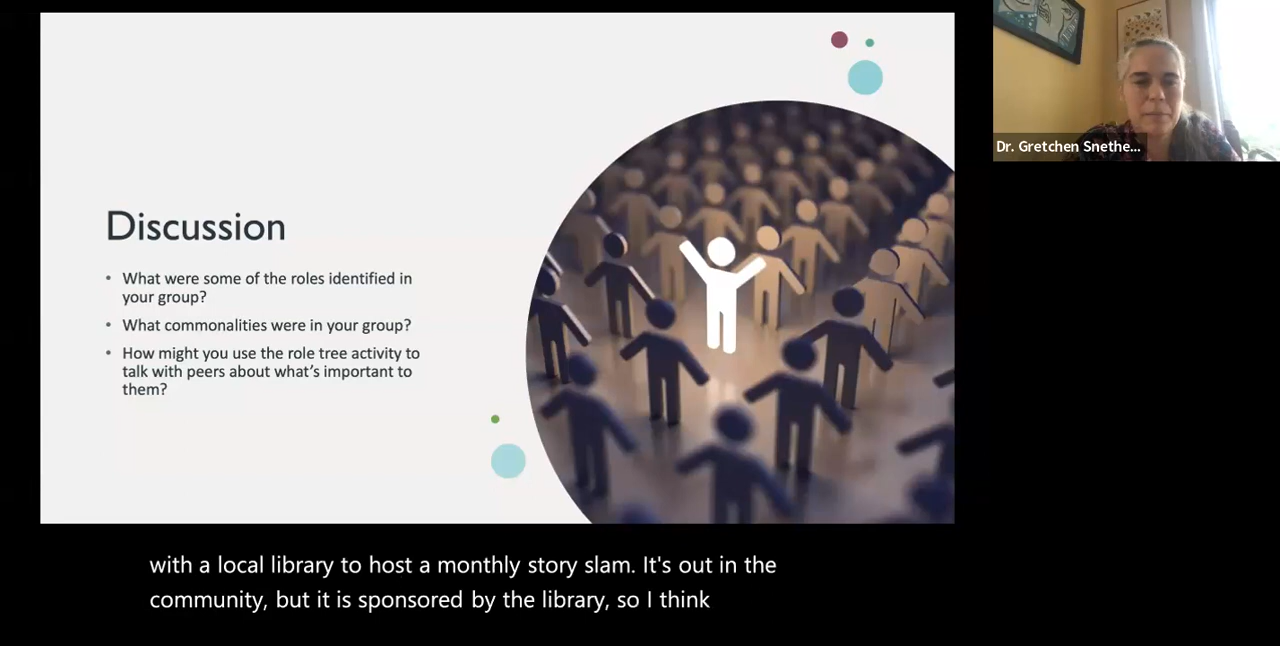 Discussion
• What were some of the roles identified in
your group?
• What commonalities were in your group?
• How might you use the role tree activity to
talk with peers about what's important to
them?
Dr. Gretchen Snethe...
with a local library to host a monthly story slam. It's out in the
community, but it is sponsored by the library, so I think